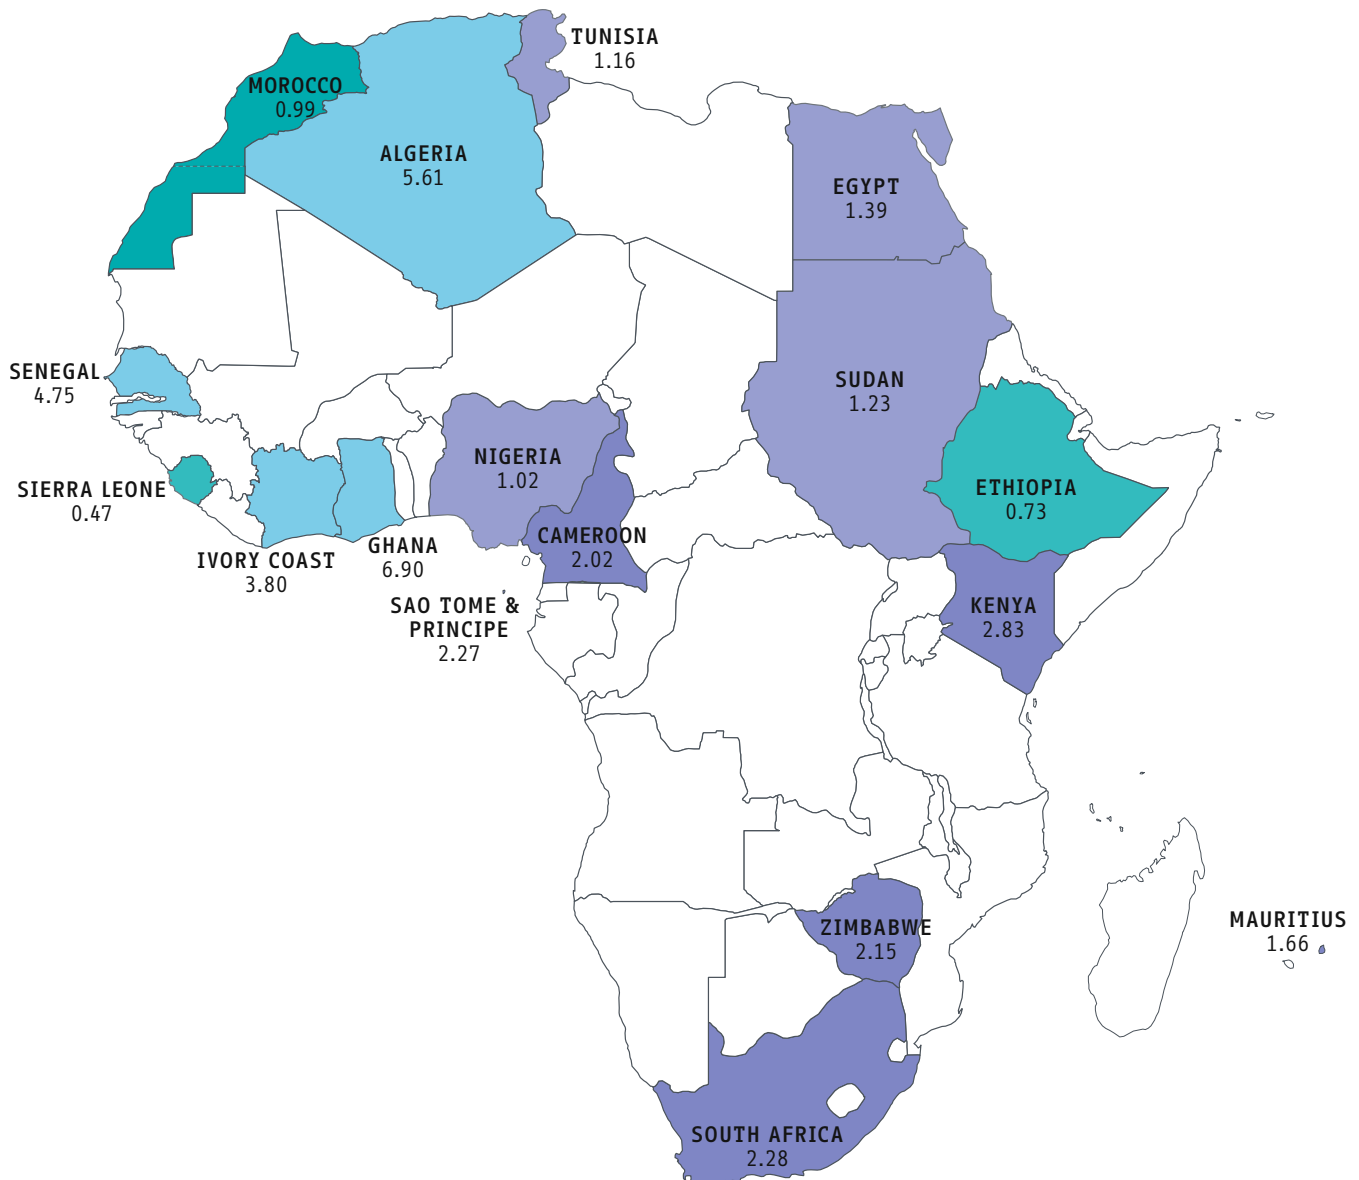 TUNISIA
1.16
MOROCCO
0.99
ALGERIA
5.61
EGYPT
1.39
SENEGAL
4.75
SUDAN
1.23
NIGERIA
1.02
SIERRA LEONE
0.47
ETHIOPIA
0.73
IVORY COAST
3.80
GHANA
6.90
CAMEROON
2.02
SAO TOME &
PRINCIPE
2.27
KENYA
2.83
ZIMBABWE
2.15
MAURITIUS
1.66
SOUTH AFRICA
2.28